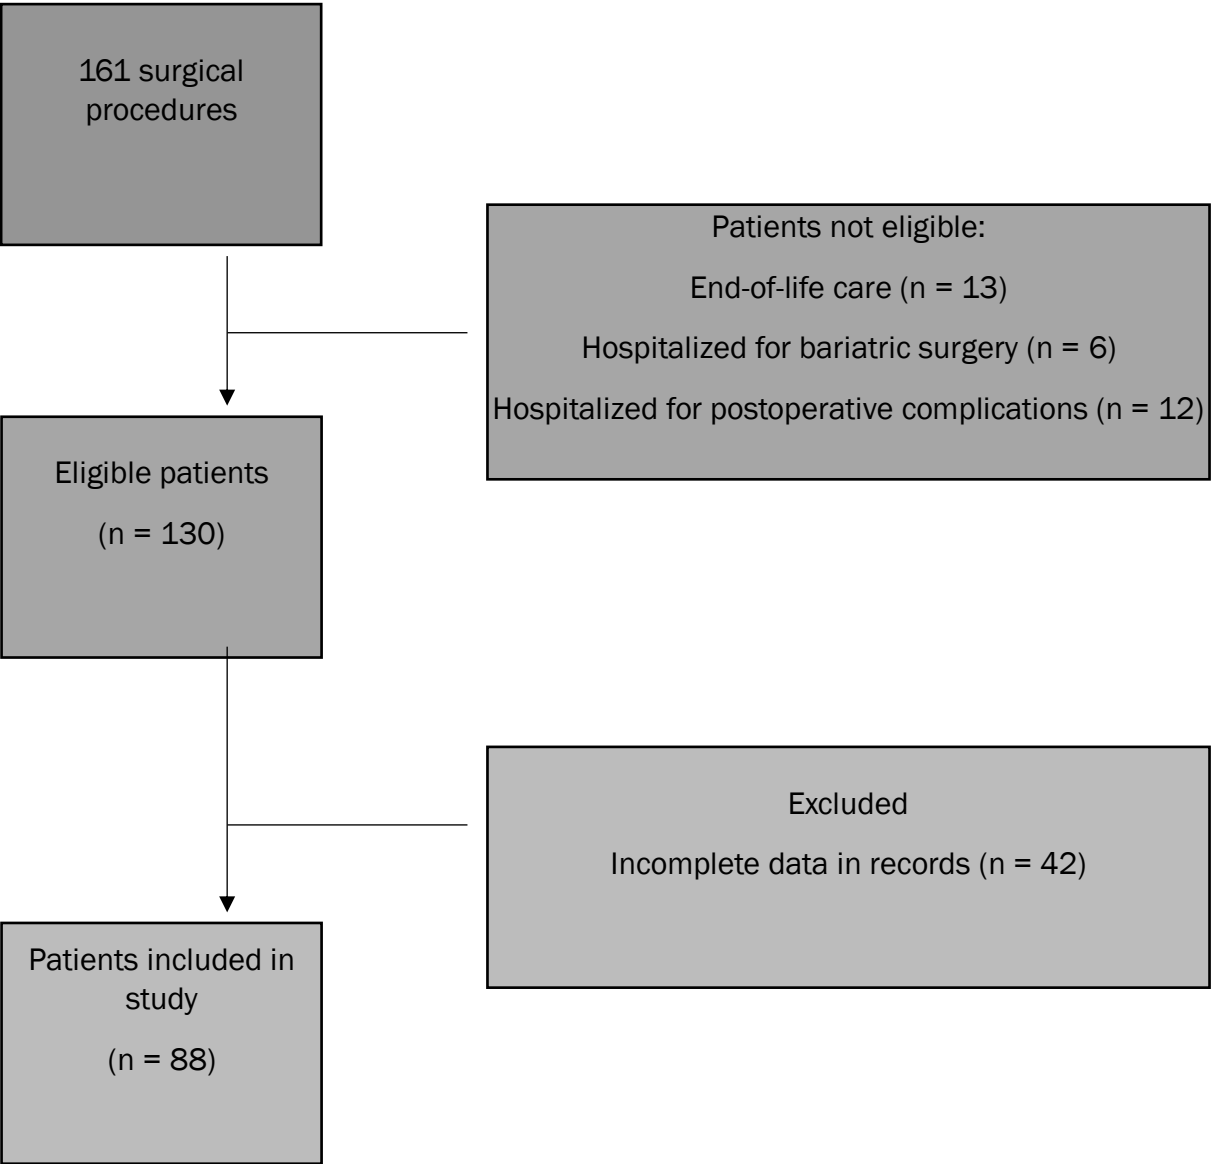 161 surgical
procedures
Patients not eligible:
End-of-life care (n = 13)
Hospitalized for bariatric surgery (n = 6)
Hospitalized for postoperative complications (n = 12)
Eligible patients
(n = 130)
Excluded
Incomplete data in records (n = 42)
Patients included in
study
(n = 88)